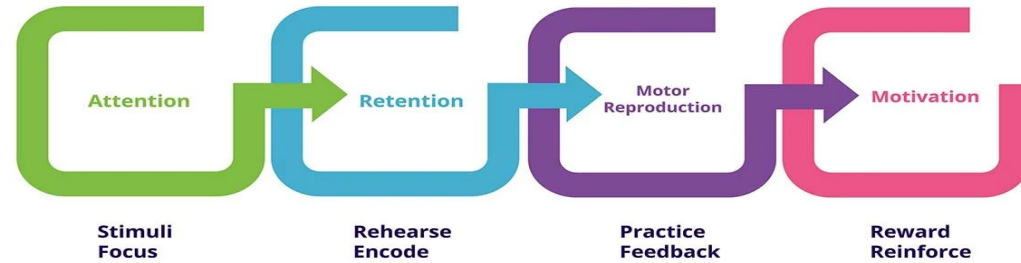 Attention
Retention
Motor
Reproduction
Motivation
Stimuli
Focus
Rehearse
Encode
Practice
Feedback
Reward
Reinforce